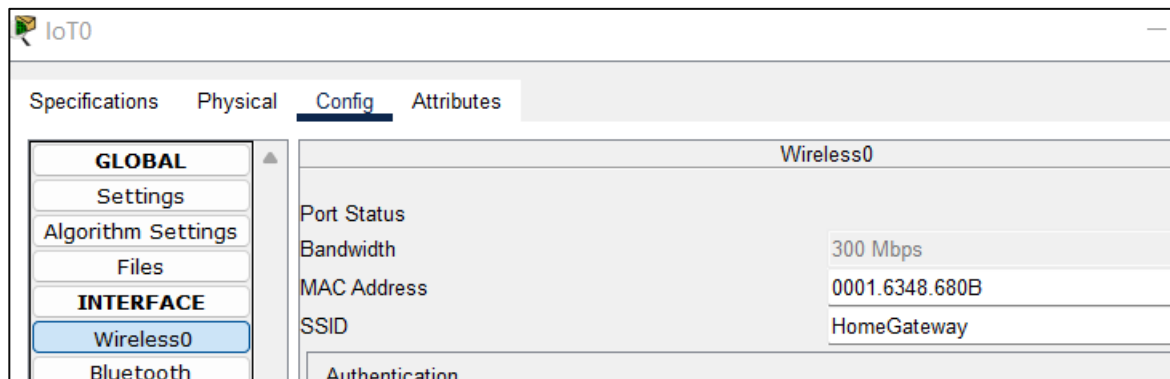 IoT0
Specifications Physical Config Attributes
GLOBAL
Settings
Algorithm Settings
Files
INTERFACE
Wireless0
Bluetooth
Wireless0
Port Status
Bandwidth 300 Mbps
MAC Address 0001.6348.680B
SSID HomeGateway
Authentication